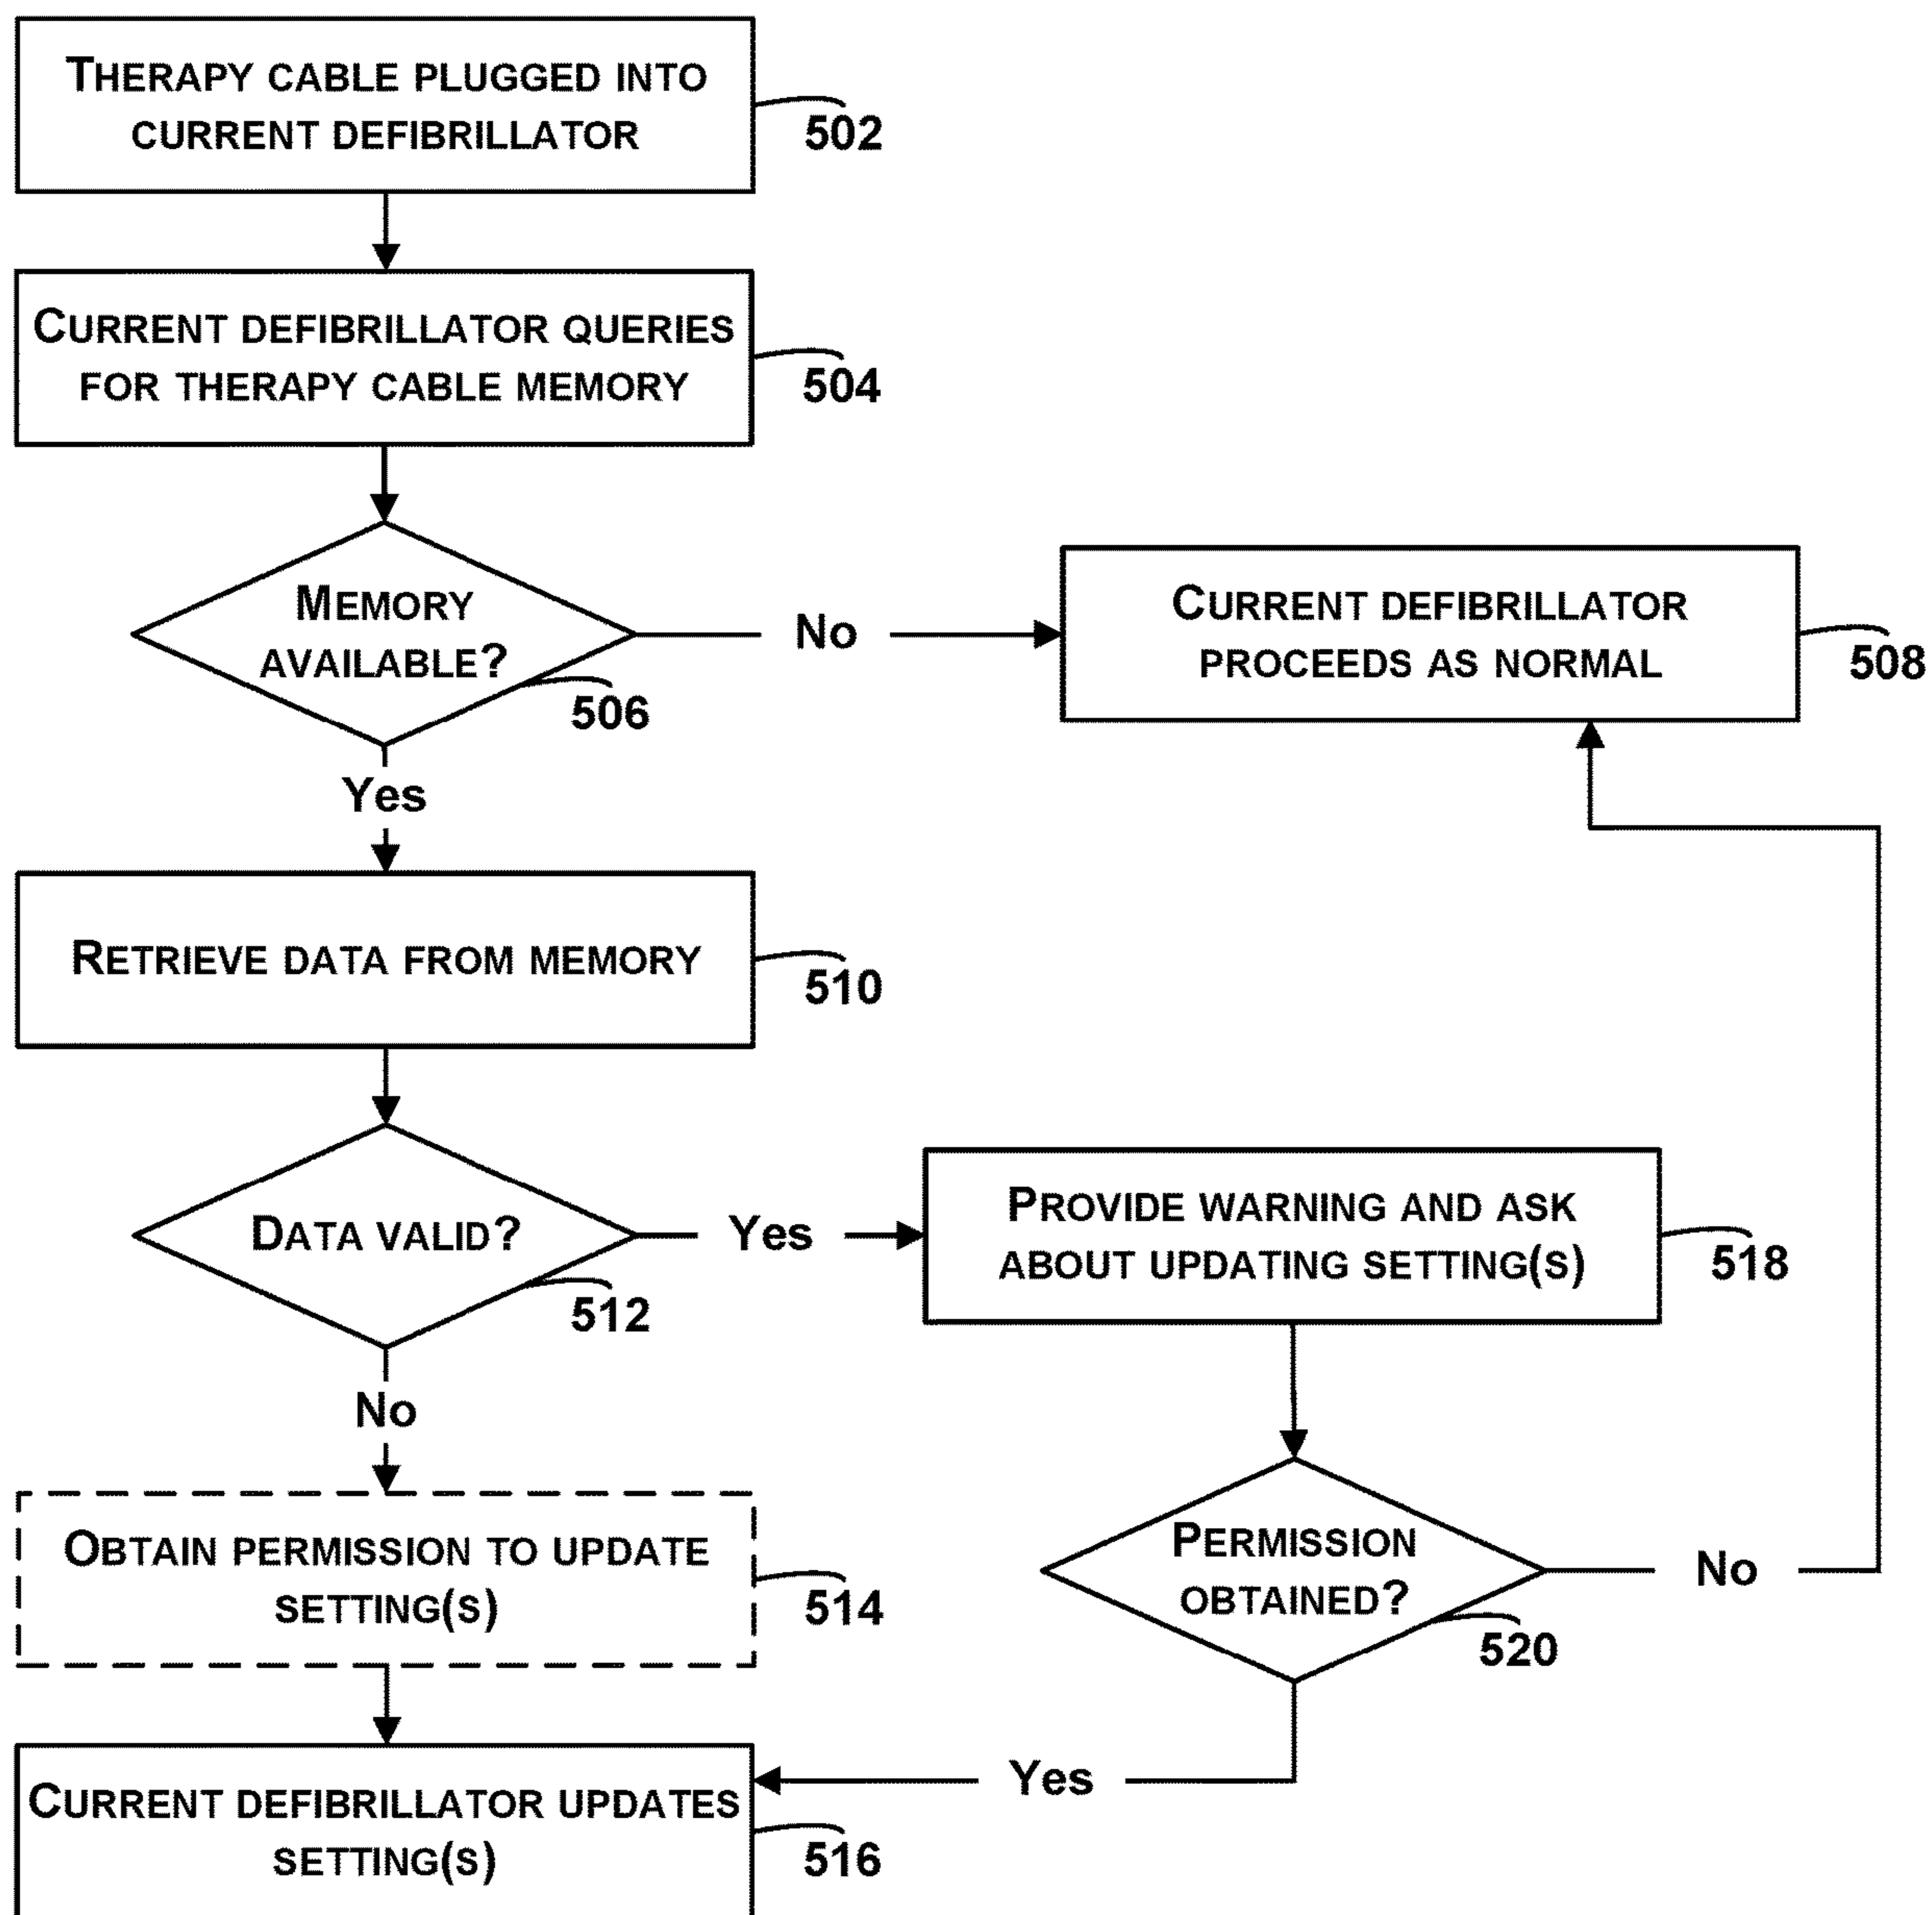 THERAPY CABLE PLUGGED INTO
CURRENT DEFIBRILLATOR
502
CURRENT DEFIBRILLATOR QUERIES
FOR THERAPY CABLE MEMORY
504
MEMORY
AVAILABLE?
506
No
CURRENT DEFIBRILLATOR
PROCEEDS AS NORMAL
508
Yes
RETRIEVE DATA FROM MEMORY
510
DATA VALID?
512
Yes
PROVIDE WARNING AND ASK
ABOUT UPDATING SETTING(S)
518
No
OBTAIN PERMISSION TO UPDATE
SETTING(S)
514
PERMISSION
OBTAINED?
520
No
Yes
CURRENT DEFIBRILLATOR UPDATES
SETTING(S)
516